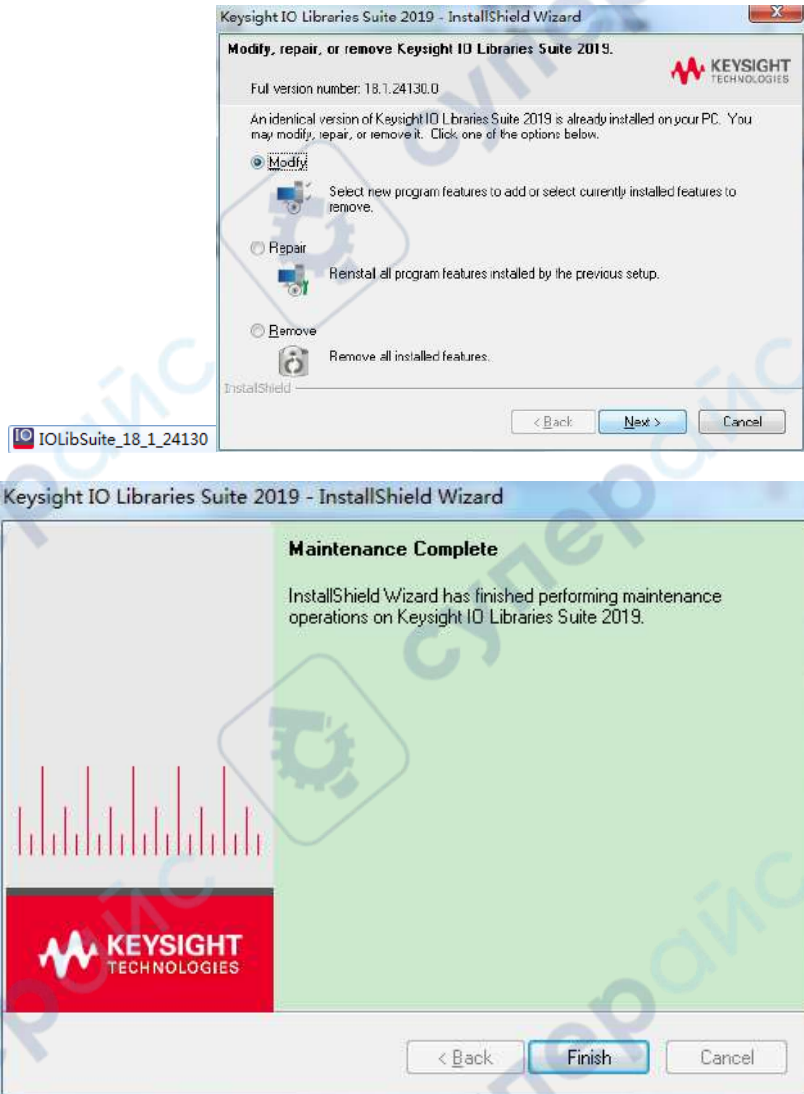 Keysight IO Libraries Suite 2019 - InstallShield Wizard
Modify, repair, or remove Keysight IO Libraries Suite 2019.
KEYSIGHT
TECHNOLOGIES
Full version number: 18.1.24130.0
An identical version of Keysight IO Libraries Suite 2019 is already installed on your PC. You
may modify, repair, or remove it. Click one of the options below.
Modify
Select new program features to add or select currently installed features to
remove.
Repair
Reinstall all program features installed by the previous setup.
Remove
Remove all installed features.
InstallShield
< Back
Next >
Cancel
IO
IOLibSuite_18_1_24130
Keysight IO Libraries Suite 2019 - InstallShield Wizard
Maintenance Complete
InstallShield Wizard has finished performing maintenance
operations on Keysight IO Libraries Suite 2019.
KEYSIGHT
TECHNOLOGIES
< Back
Finish
Cancel
суперайс